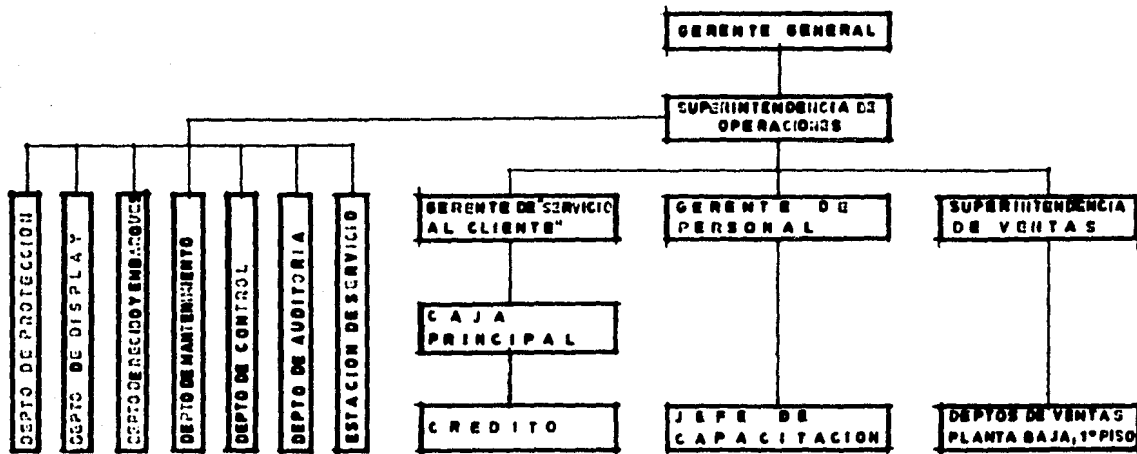 GERENTE GENERAL
SUPERINTENDENCIA DE
OPERACIONES
DEPTO DE PROTECCION
DEPTO DE DISPLAY
DEPTO DE RECIBO Y EMBARQUES
DEPTO DE MANTENIMIENTO
DEPTO DE CONTROL
DEPTO DE AUDITORIA
ESTACION DE SERVICIO
GERENTE DE "SERVICIO
AL CLIENTE"
GERENTE DE
PERSONAL
SUPERINTENDENCIA
DE VENTAS
CAJA
PRINCIPAL
CREDITO
JEFE DE
CAPACITACION
DEPTOS DE VENTAS
PLANTA BAJA, 1º PISO